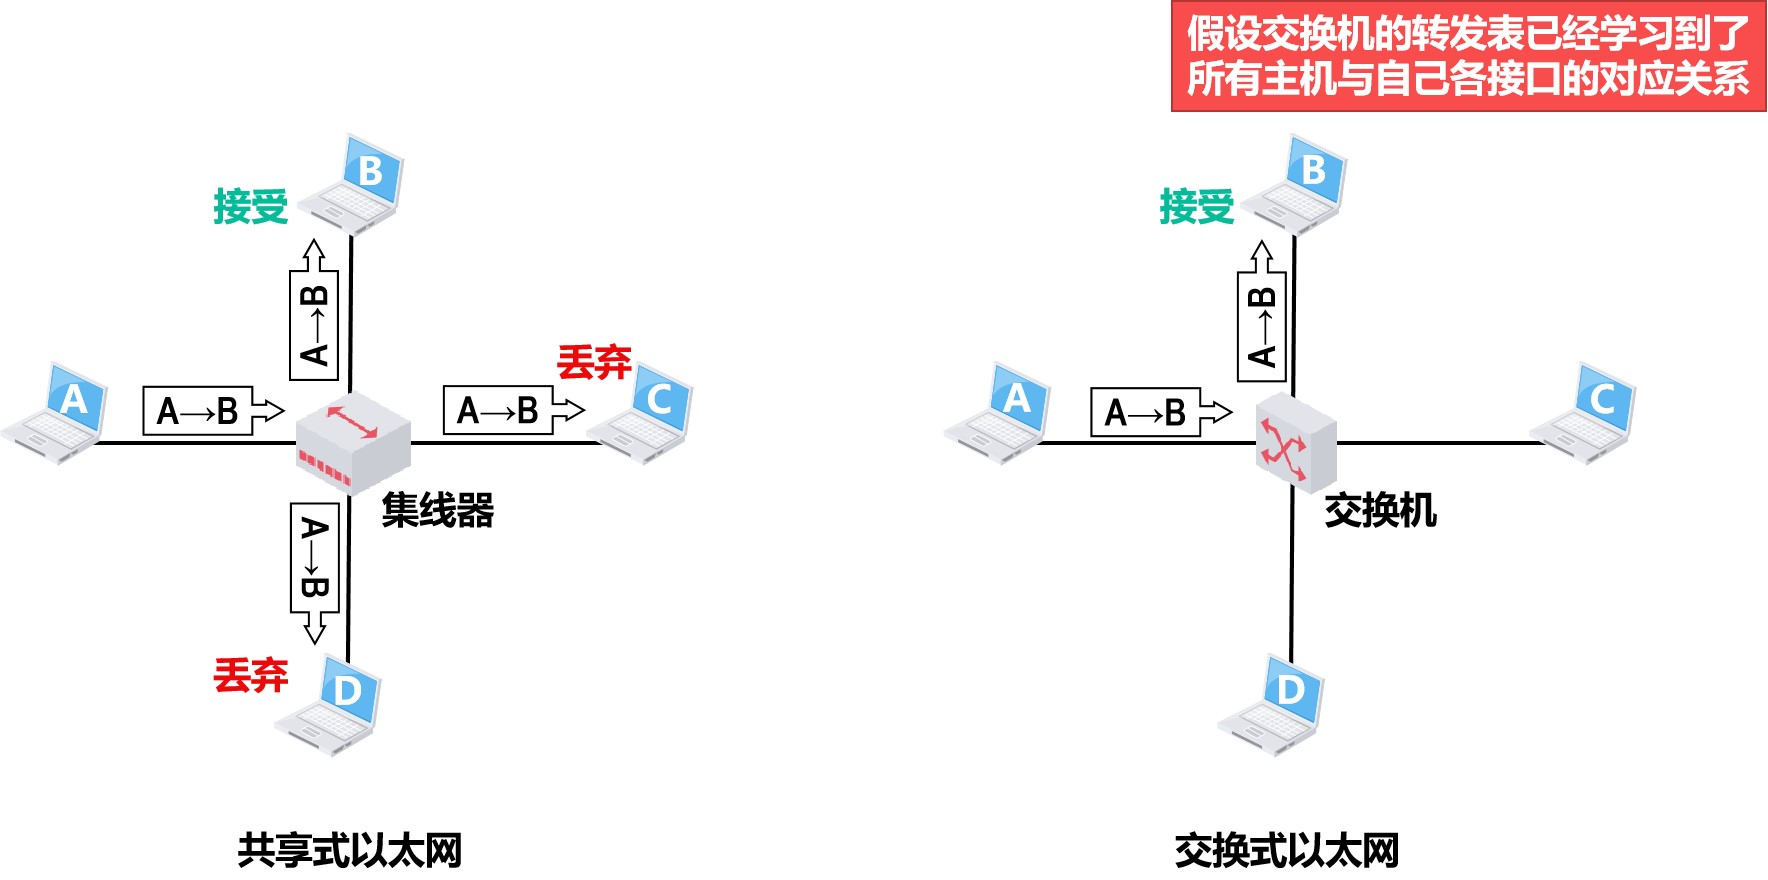 假设交换机的转发表已经学习到了
所有主机与自己各接口的对应关系
B
接受
A→B
丢弃
A
A→B
A→B
C
集线器
A→B
丢弃
D
共享式以太网
B
接受
A→B
A
A→B
C
交换机
D
交换式以太网